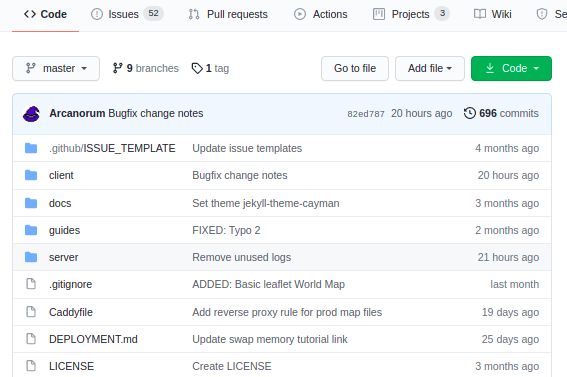 Code Issues 52 Pull requests Actions Projects 3 Wiki Se
master 9 branches 1 tag Go to file Add file Code
Arcanorum Bugfix change notes 82ed787 20 hours ago 696 commits
.github/ISSUE_TEMPLATE Update issue templates 4 months ago
client Bugfix change notes 20 hours ago
docs Set theme jekyll-theme-cayman 3 months ago
guides FIXED: Typo 2 2 months ago
server Remove unused logs 21 hours ago
.gitignore ADDED: Basic leaflet World Map last month
Caddyfile Add reverse proxy rule for prod map files 19 days ago
DEPLOYMENT.md Update swap memory tutorial link 25 days ago
LICENSE Create LICENSE 3 months ago